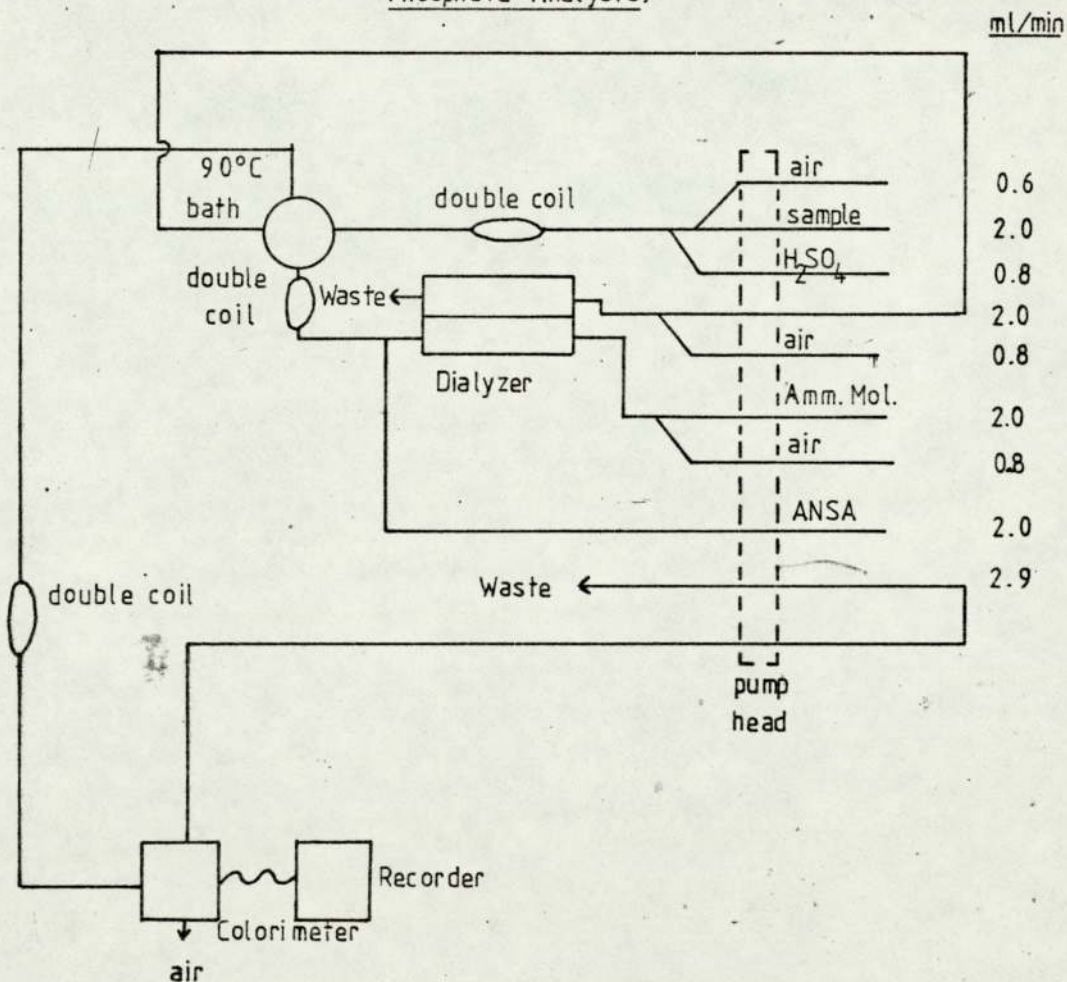 ml/min
90°C
bath
double coil
air
0.6
sample
2.0
H2SO4
0.8
double
coil
Waste
2.0
air
0.8
Dialyzer
Amm. Mol.
2.0
air
0.8
ANSA
2.0
Waste
2.9
double coil
pump
head
Recorder
Colorimeter
air